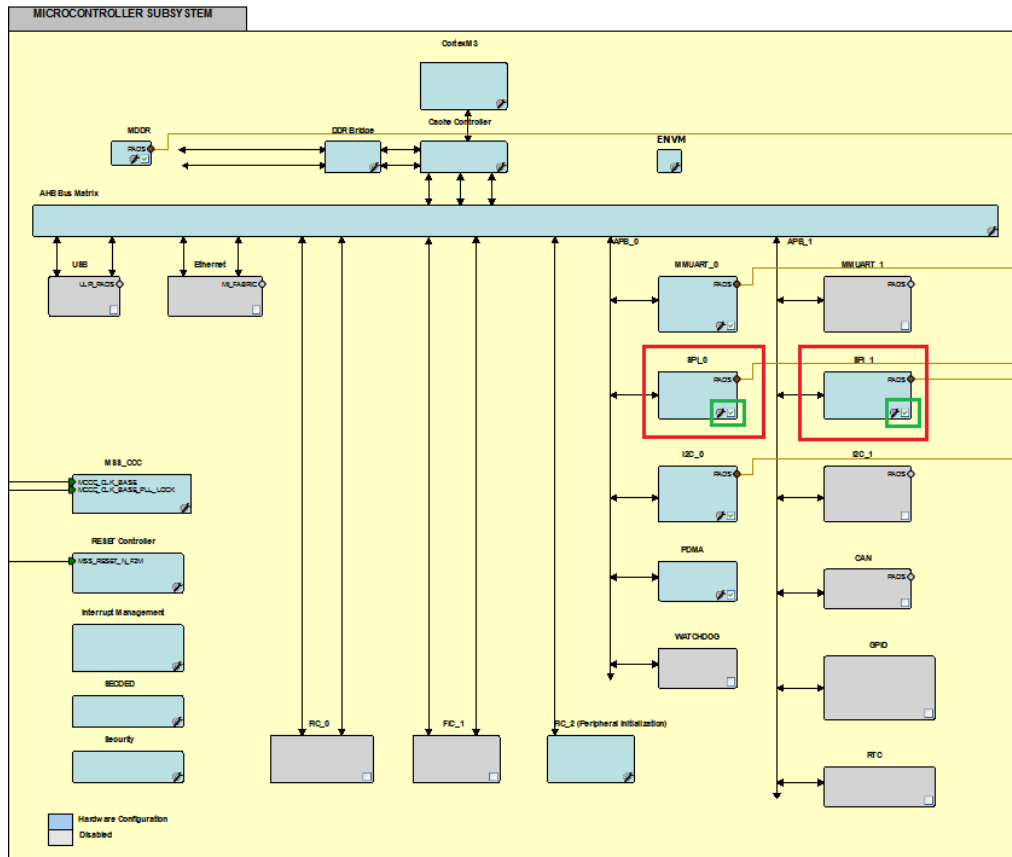 MICROCONTROLLER SUBSYSTEM
CortexM3
MDDR
PADS
DDR Bridge
Cache Controller
ENVM
AHB Bus Matrix
APB_0
APB_1
USB
ULPI_PADS
Ethernet
MII_FABRIC
MMUART_0
PADS
MMUART_1
PADS
SPI_0
PADS
SPI_1
PADS
MSS_CCC
MCCC_CLK_BASE
MCCC_CLK_BASE_PLL_LOCK
I2C_0
PADS
I2C_1
PADS
RESET Controller
MSS_RESET_N_F2M
PDMA
CAN
PADS
Interrupt Management
WATCHDOG
GPIO
SECDED
FIC_0
FIC_1
FIC_2 (Peripheral Initialization)
Security
RTC
Hardware Configuration
Disabled